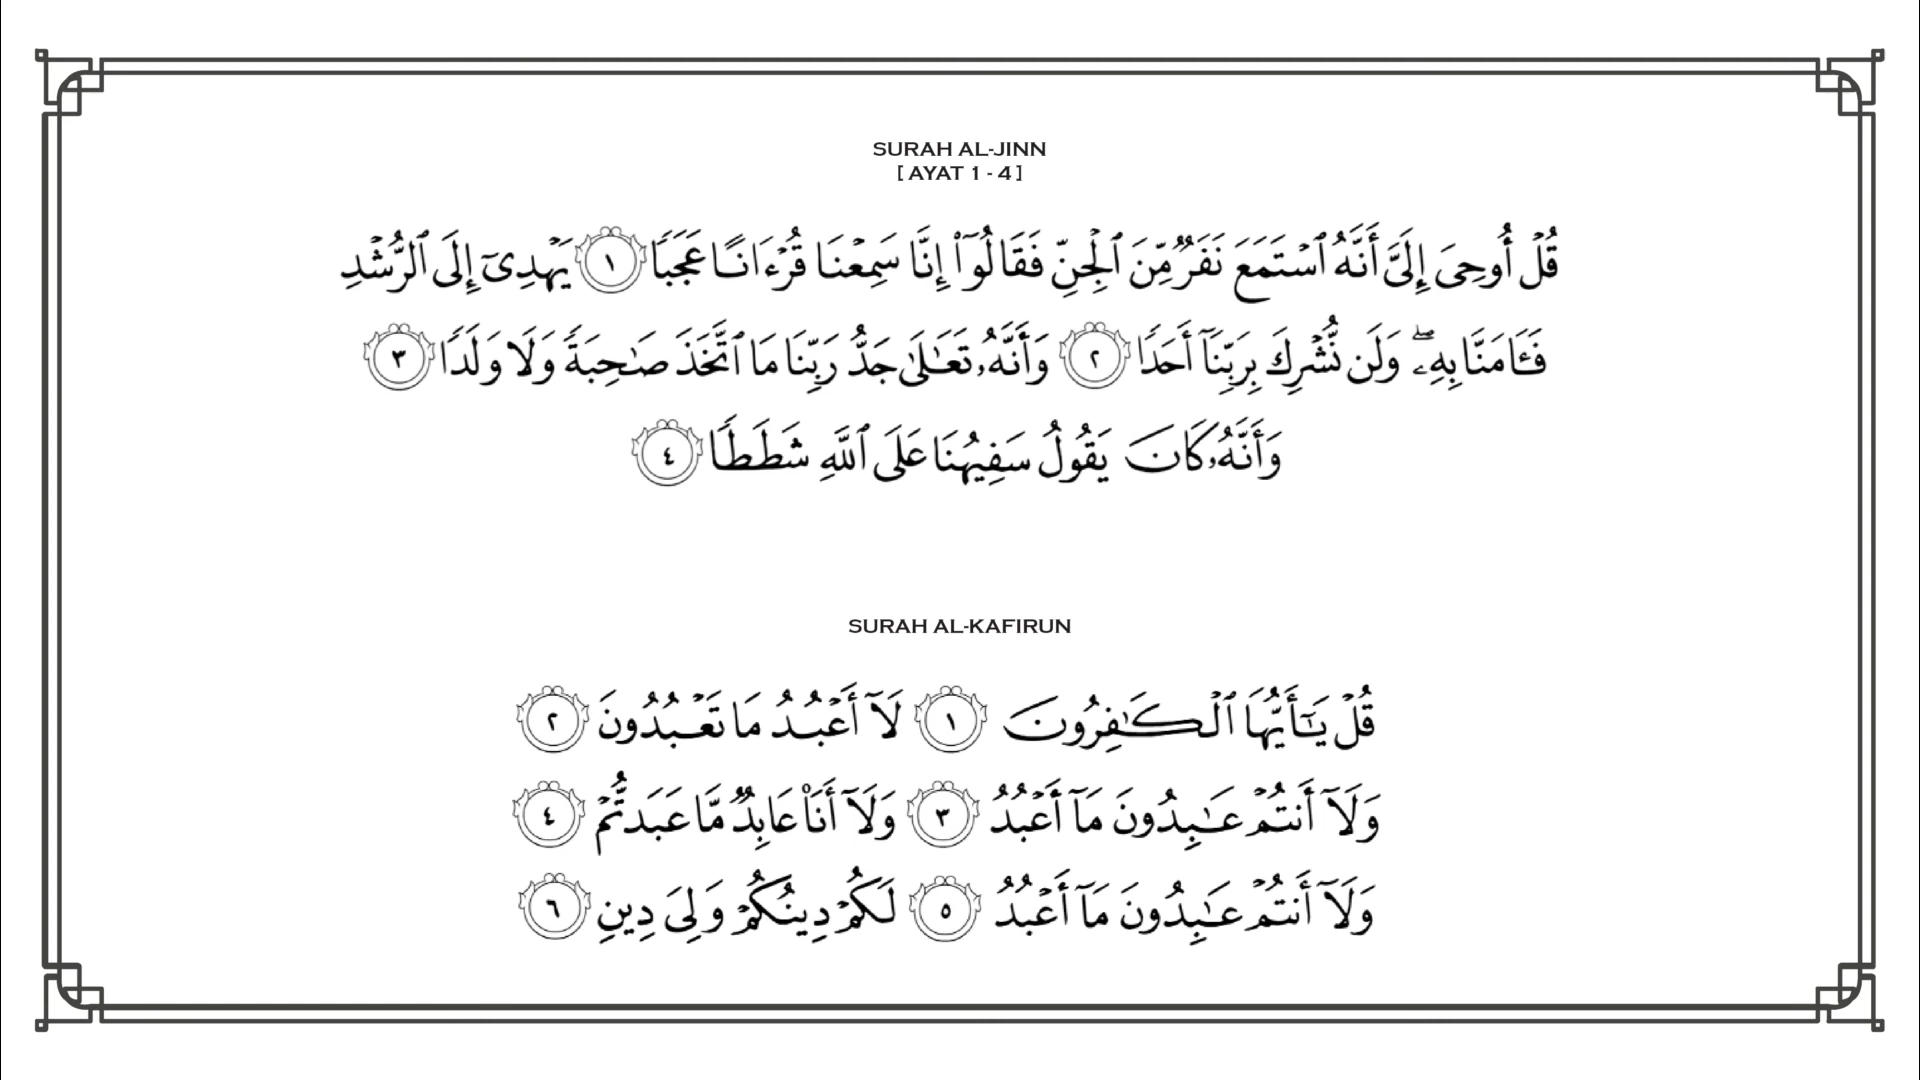 SURAH AL-JINN
[ AYAT 1 - 4 ]
قُلۡ أُوحِىَ إِلَىَّ أَنَّهُ ٱسۡتَمَعَ نَفَرٌ مِّنَ ٱلۡجِنِّ فَقَالُوٓاْ إِنَّا سَمِعۡنَا قُرۡءَانًا عَجَبًا ١ يَهۡدِىٓ إِلَى ٱلرُّشۡدِ
فَـَٔامَنَّا بِهِۦۖ وَلَن نُّشۡرِكَ بِرَبِّنَآ أَحَدًا ٢ وَأَنَّهُۥ تَعَـٰلَىٰ جَدُّ رَبِّنَا مَا ٱتَّخَذَ صَـٰحِبَةً وَلَا وَلَدًا ٣
وَأَنَّهُۥ كَانَ يَقُولُ سَفِيهُنَا عَلَى ٱللَّهِ شَطَطًا ٤
SURAH AL-KAFIRUN
قُلۡ يَـٰٓأَيُّهَا ٱلۡكَـٰفِرُونَ ١ لَآ أَعۡبُدُ مَا تَعۡبُدُونَ ٢
وَلَآ أَنتُمۡ عَـٰبِدُونَ مَآ أَعۡبُدُ ٣ وَلَآ أَنَا۠ عَابِدٌ مَّا عَبَدتُّمۡ ٤
وَلَآ أَنتُمۡ عَـٰبِدُونَ مَآ أَعۡبُدُ ٥ لَكُمۡ دِينُكُمۡ وَلِىَ دِينِ ٦